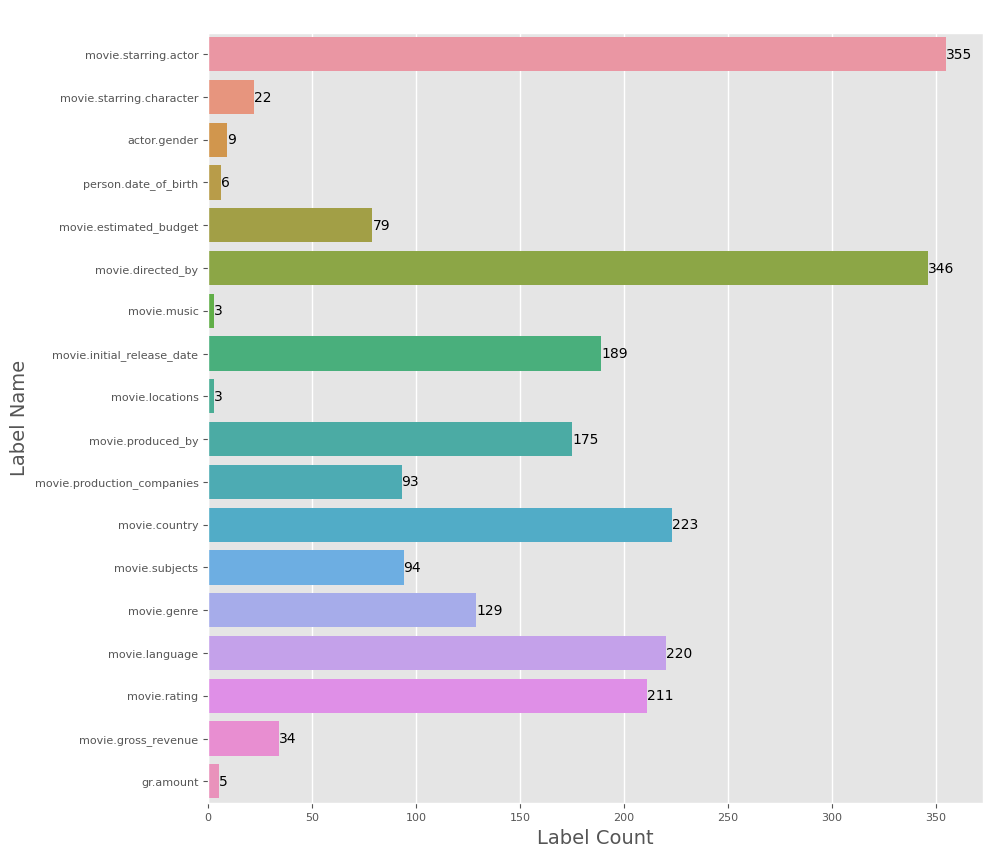 movie.starring.actor 355
movie.starring.character 22
actor.gender 9
person.date_of_birth 6
movie.estimated_budget 79
movie.directed_by 346
movie.music 3
movie.initial_release_date 189
movie.locations 3
movie.produced_by 175
movie.production_companies 93
movie.country 223
movie.subjects 94
movie.genre 129
movie.language 220
movie.rating 211
movie.gross_revenue 34
gr.amount 5
0 50 100 150 200 250 300 350
Label Count
Label Name